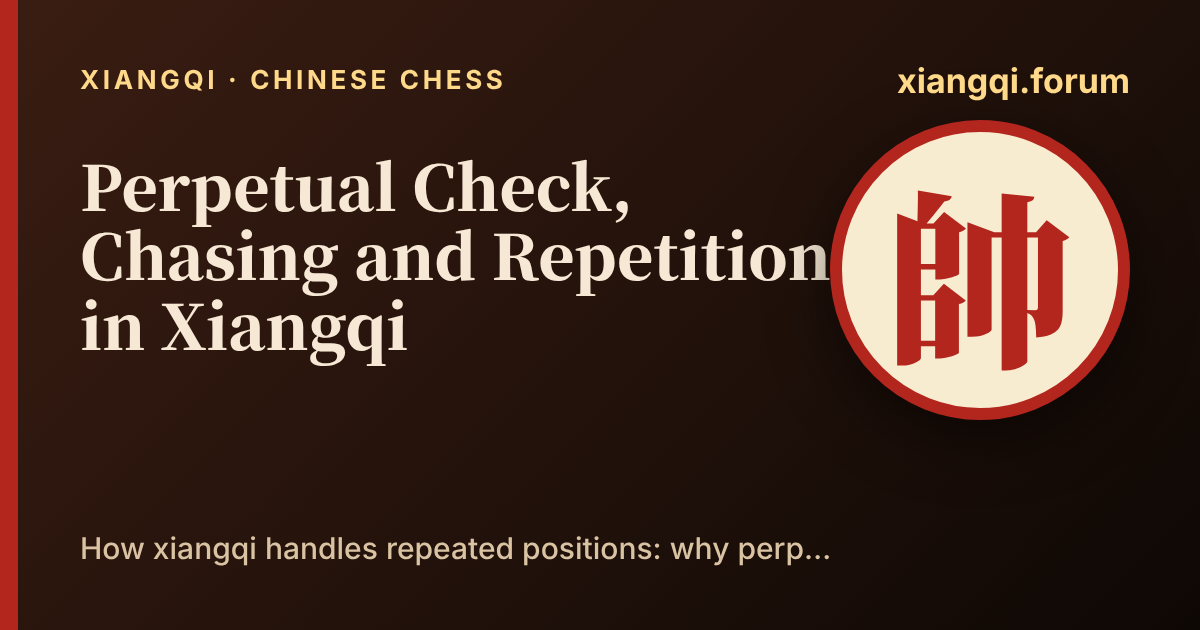 XIANGQI · CHINESE CHESS
xiangqi.forum
Perpetual Check,
Chasing and Repetition
in Xiangqi
帥
How xiangqi handles repeated positions: why perp...